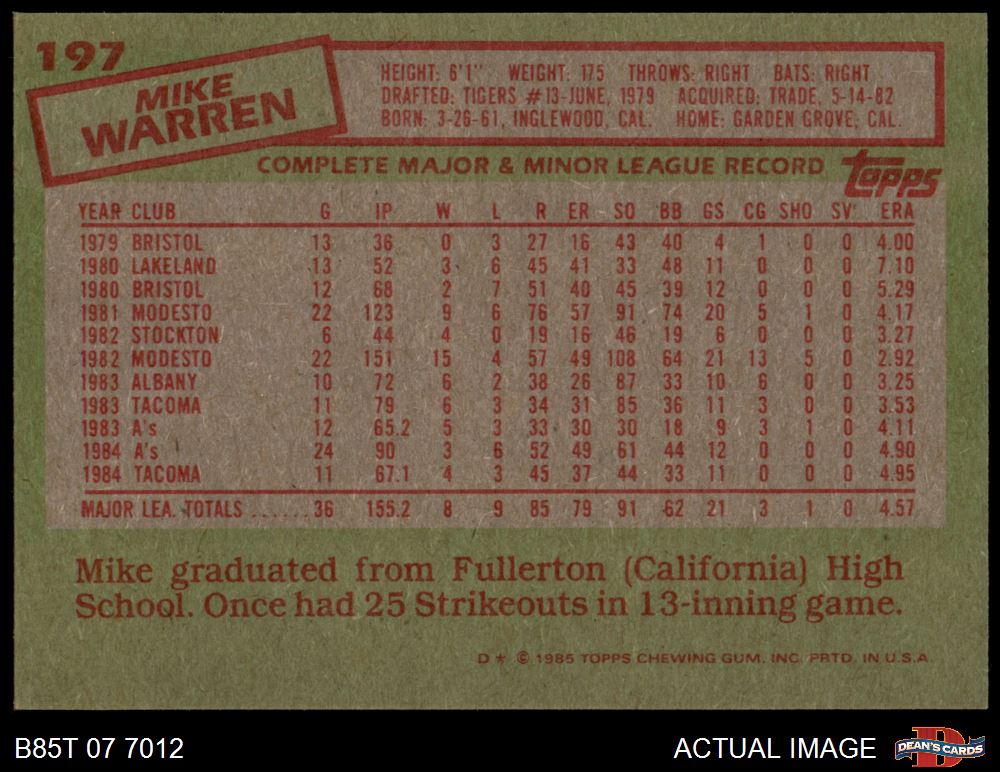 197
MIKE
WARREN
HEIGHT: 6'1" WEIGHT: 175 THROWS: RIGHT BATS: RIGHT
DRAFTED: TIGERS #13-JUNE, 1979 ACQUIRED: TRADE, 5-14-82
BORN: 3-26-61, INGLEWOOD, CAL. HOME: GARDEN GROVE, CAL.
COMPLETE MAJOR & MINOR LEAGUE RECORD topps
YEAR CLUB G IP W L R ER SO BB GS CG SHO SV ERA
1979 BRISTOL 13 36 0 3 27 16 43 40 4 1 0 0 4.00
1980 LAKELAND 13 52 3 6 45 41 33 48 11 0 0 0 7.10
1980 BRISTOL 12 68 2 7 51 40 45 39 12 0 0 0 5.29
1981 MODESTO 22 123 9 6 76 57 91 74 20 5 1 0 4.17
1982 STOCKTON 6 44 4 0 19 16 46 19 6 0 0 0 3.27
1982 MODESTO 22 151 15 4 57 49 108 64 21 13 5 0 2.92
1983 ALBANY 10 72 6 2 38 26 87 33 10 6 0 0 3.25
1983 TACOMA 11 79 6 3 34 31 85 36 11 3 0 0 3.53
1983 A's 12 65.2 5 3 33 30 30 18 9 3 1 0 4.11
1984 A's 24 90 3 6 52 49 61 44 12 0 0 0 4.90
1984 TACOMA 11 67.1 4 3 45 37 44 33 11 0 0 0 4.95
MAJOR LEA. TOTALS ......36 155.2 8 9 85 79 91 62 21 3 1 0 4.57
Mike graduated from Fullerton (California) High
School. Once had 25 Strikeouts in 13-inning game.
D * © 1985 TOPPS CHEWING GUM, INC. PRTD. IN U.S.A.
B85T 07 7012 ACTUAL IMAGE D DEAN'S CARDS